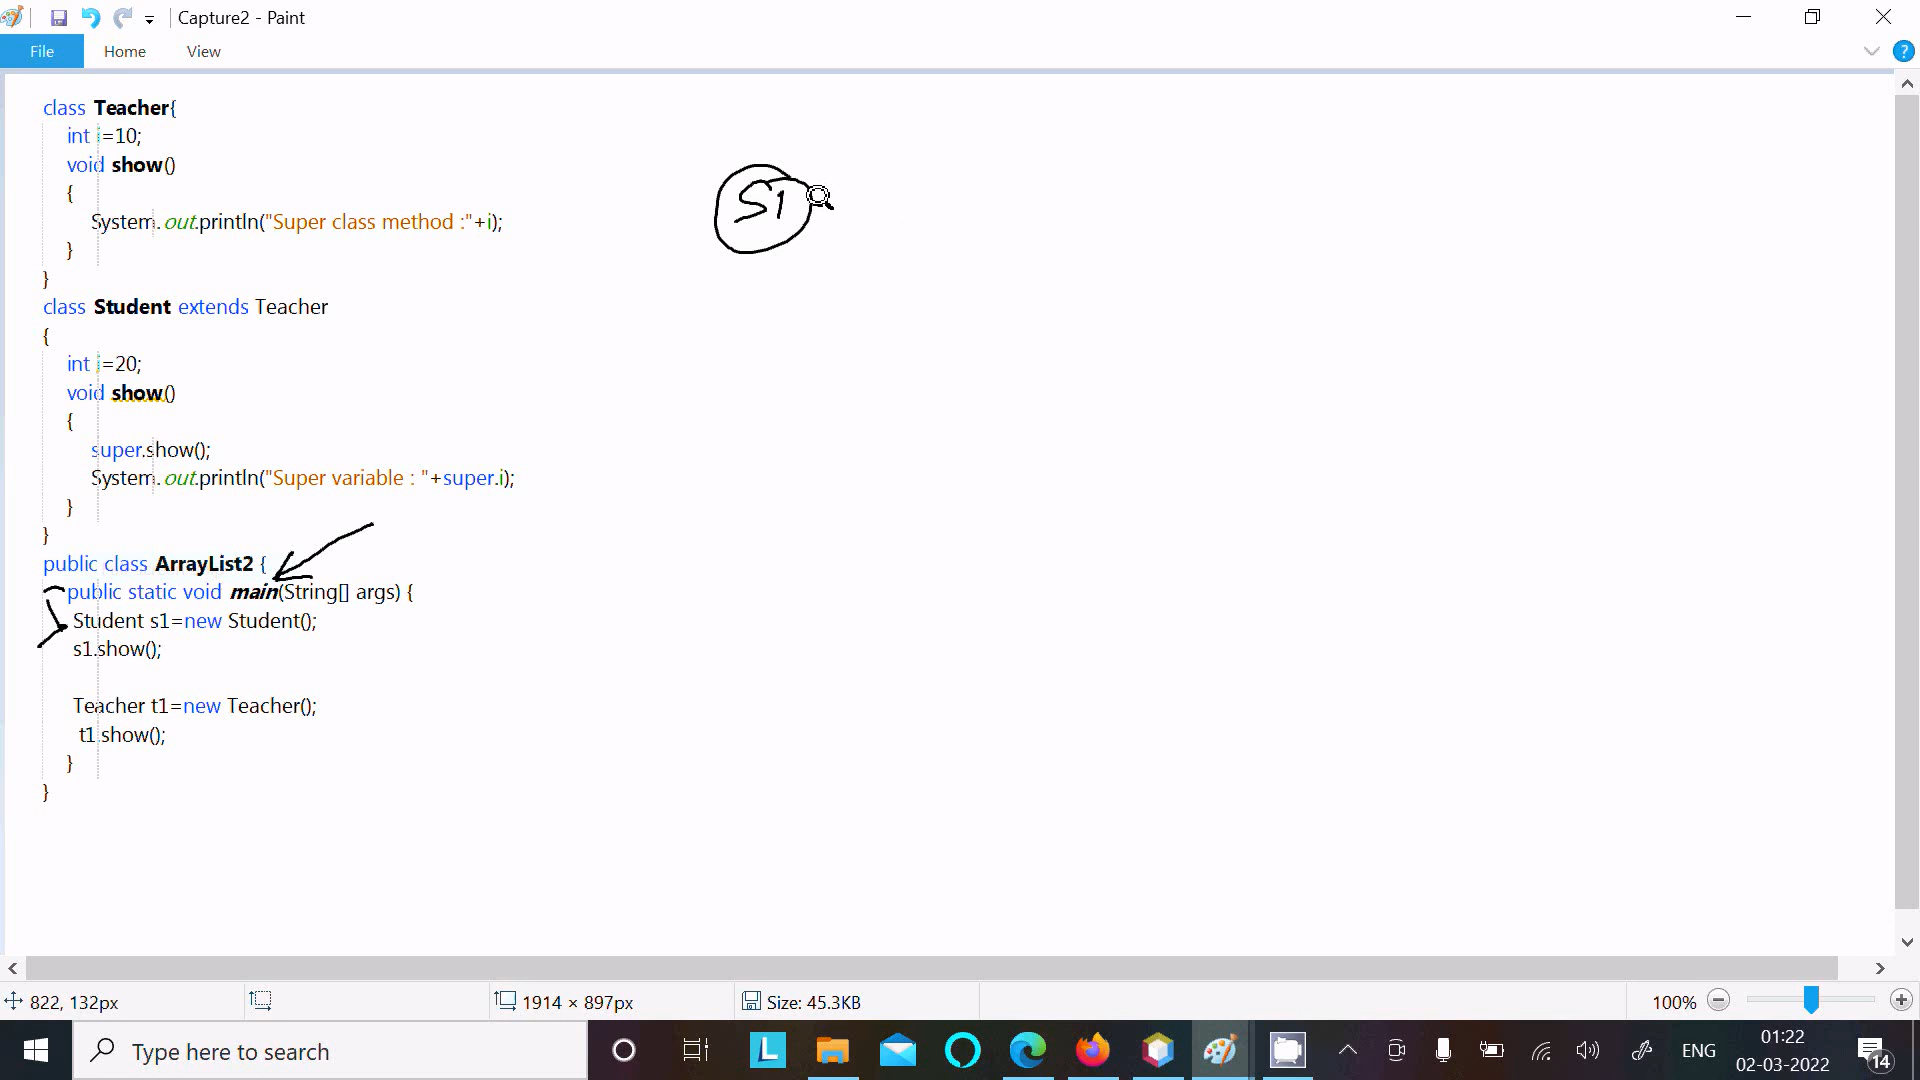 Capture2 - Paint
File Home View
class Teacher{
int i=10;
void show()
{
System.out.println("Super class method :"+i);
}
}
class Student extends Teacher
{
int i=20;
void show()
{
super.show();
System.out.println("Super variable : "+super.i);
}
}
public class ArrayList2 {
public static void main(String[] args) {
Student s1=new Student();
s1.show();
Teacher t1=new Teacher();
t1.show();
}
}
S1
822, 132px 1914 × 897px Size: 45.3KB 100%
Type here to search
L
ENG
01:22
02-03-2022
14